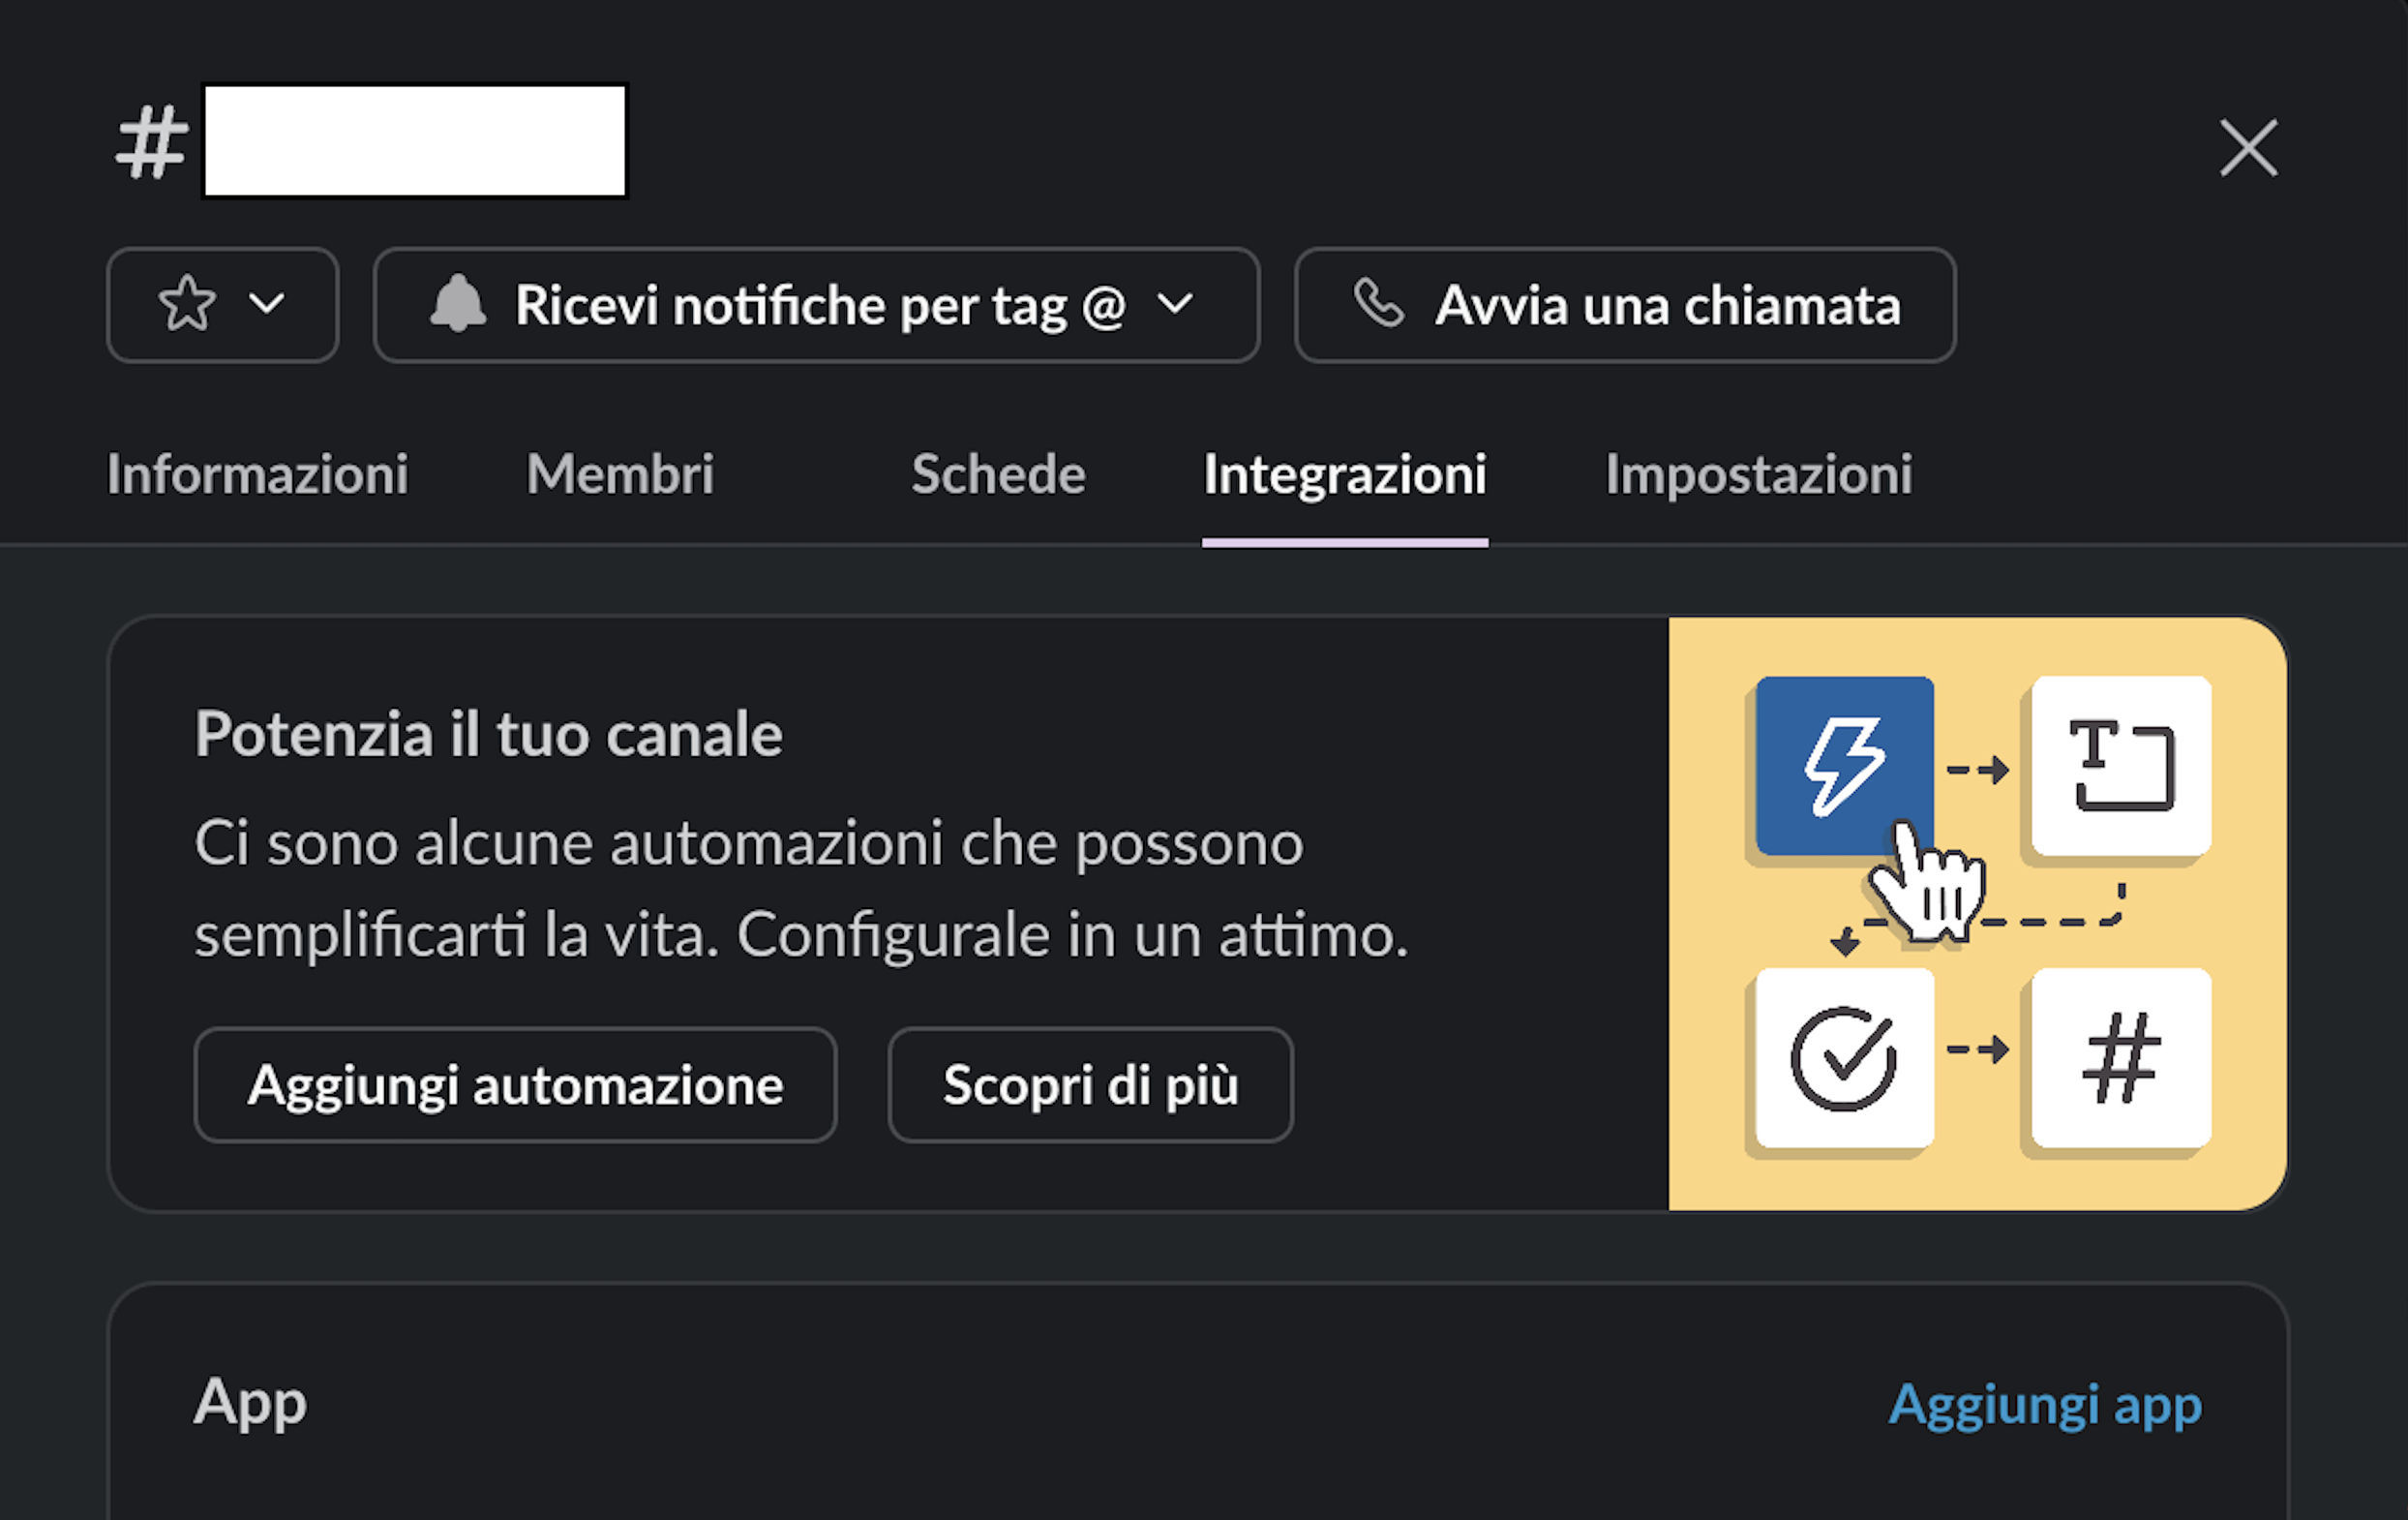 #
Ricevi notifiche per tag @
Avvia una chiamata
Informazioni Membri Schede Integrazioni Impostazioni
Potenzia il tuo canale
Ci sono alcune automazioni che possono
semplificarti la vita. Configurale in un attimo.
Aggiungi automazione Scopri di più
T
#
App Aggiungi app